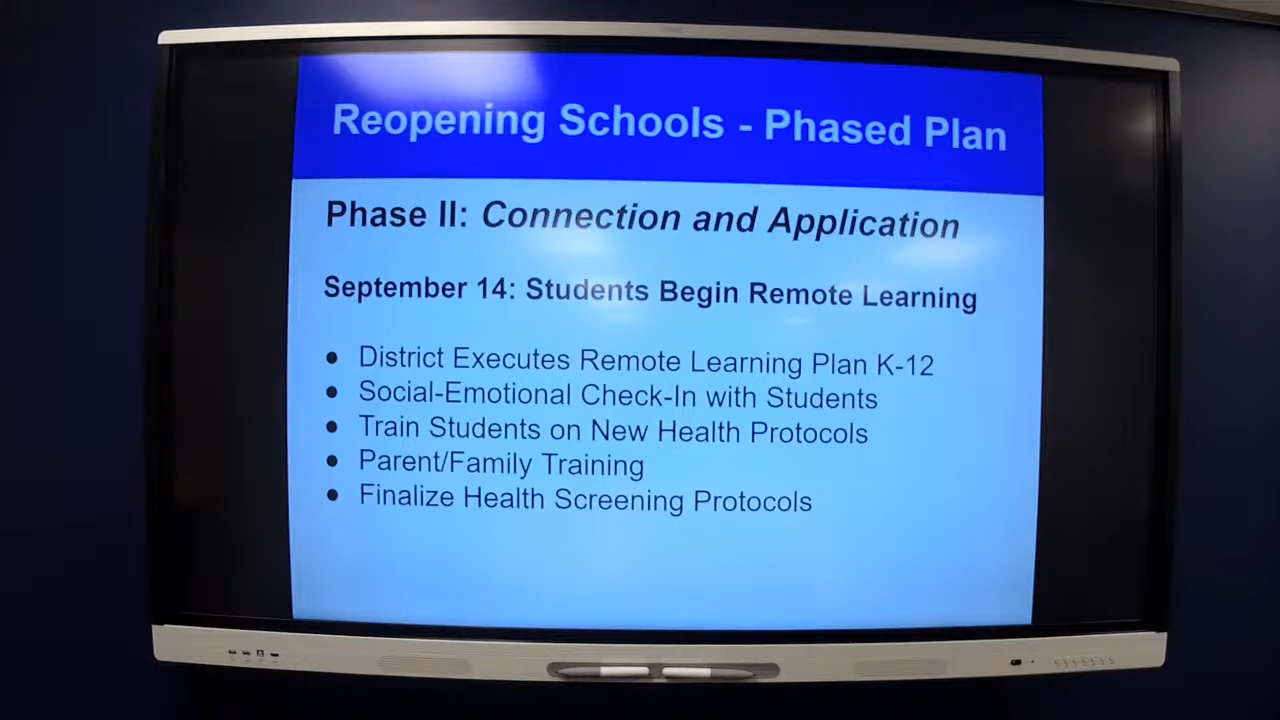 Reopening Schools - Phased Plan
Phase II: Connection and Application
September 14: Students Begin Remote Learning
● District Executes Remote Learning Plan K-12
● Social-Emotional Check-In with Students
● Train Students on New Health Protocols
● Parent/Family Training
● Finalize Health Screening Protocols